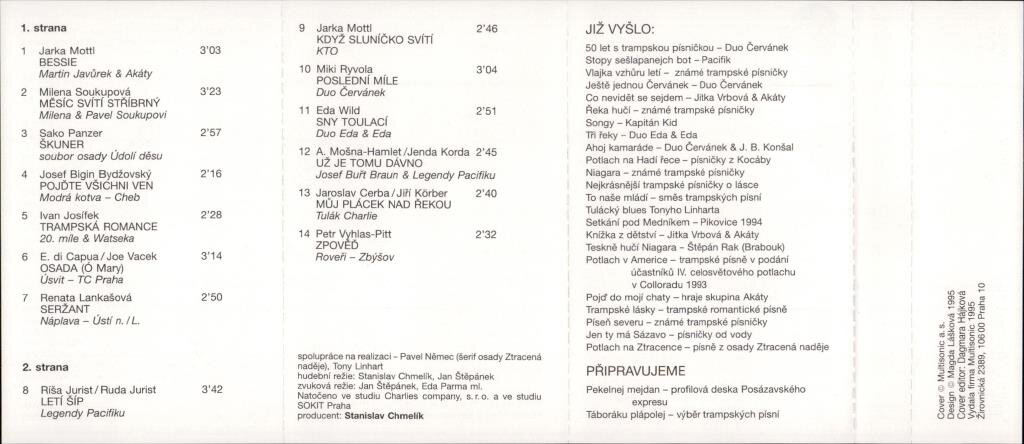 1. strana
1 Jarka Mottl 3'03
BESSIE
Martin Javůrek & Akáty
2 Milena Soukupová 3'23
MĚSÍC SVÍTÍ STŘÍBRNÝ
Milena & Pavel Soukupovi
3 Sako Panzer 2'57
ŠKUNER
soubor osady Údolí děsu
4 Josef Bigin Bydžovský 2'16
POJĎTE VŠICHNI VEN
Modrá kotva – Cheb
5 Ivan Josífek 2'28
TRAMPSKÁ ROMANCE
20. míle & Watseka
6 E. di Capua/Joe Vacek 3'14
OSADA (Ó Mary)
Úsvit – TC Praha
7 Renata Lankašová 2'50
SERŽANT
Náplava – Ústí n./L.
2. strana
8 Ríša Jurist/Ruda Jurist 3'42
LETÍ ŠÍP
Legendy Pacifiku
9 Jarka Mottl 2'46
KDYŽ SLUNÍČKO SVÍTÍ
KTO
10 Miki Ryvola 3'04
POSLEDNÍ MÍLE
Duo Červánek
11 Eda Wild 2'51
SNY TOULACÍ
Duo Eda & Eda
12 A. Mošna-Hamlet/Jenda Korda 2'45
UŽ JE TOMU DÁVNO
Josef Buřt Braun & Legendy Pacifiku
13 Jaroslav Cerba/Jiří Körber 2'40
MŮJ PLÁCEK NAD ŘEKOU
Tulák Charlie
14 Petr Vyhlas-Pitt 2'32
ZPOVĚĎ
Roveři – Zbýšov
spolupráce na realizaci – Pavel Němec (šerif osady Ztracená
naděje), Tony Linhart
hudební režie: Stanislav Chmelík, Jan Štěpánek
zvuková režie: Jan Štěpánek, Eda Parma ml.
Natočeno ve studiu Charlies company, s.r.o. a ve studiu
SOKIT Praha
producent: Stanislav Chmelík
JIŽ VYŠLO:
50 let s trampskou písničkou – Duo Červánek
Stopy sešlapanejch bot – Pacifik
Vlajka vzhůru letí – známé trampské písničky
Ještě jednou Červánek – Duo Červánek
Co nevidět se sejdem – Jitka Vrbová & Akáty
Řeka hučí – známé trampské písničky
Songy – Kapitán Kid
Tři řeky – Duo Eda & Eda
Ahoj kamaráde – Duo Červánek & J. B. Konšal
Potlach na Hadí řece – písničky z Kocáby
Niagara – známé trampské písničky
Nejkrásnější trampské písničky o lásce
To naše mládí – směs trampských písní
Tulácký blues Tonyho Linharta
Setkání pod Medníkem – Pikovice 1994
Knížka z dětství – Jitka Vrbová & Akáty
Teskně hučí Niagara – Štěpán Rak (Brabouk)
Potlach v Americe – trampské písně v podání
účastníků IV. celosvětového potlachu
v Colloradu 1993
Pojď do mojí chaty – hraje skupina Akáty
Trampské lásky – trampské romantické písně
Píseň severu – známé trampské písničky
Jen ty má Sázavo – písničky od vody
Potlach na Ztracence – písně z osady Ztracená naděje
PŘIPRAVUJEME
Pekelnej mejdan – profilová deska Posázavského
expresu
Táboráku plápolej – výběr trampských písní
Cover © Multisonic a.s.
Design © Magda Lášková 1995
Cover editor: Dagmara Hájková
Vydala firma Multisonic 1995
Žirovnická 2389, 106 00 Praha 10